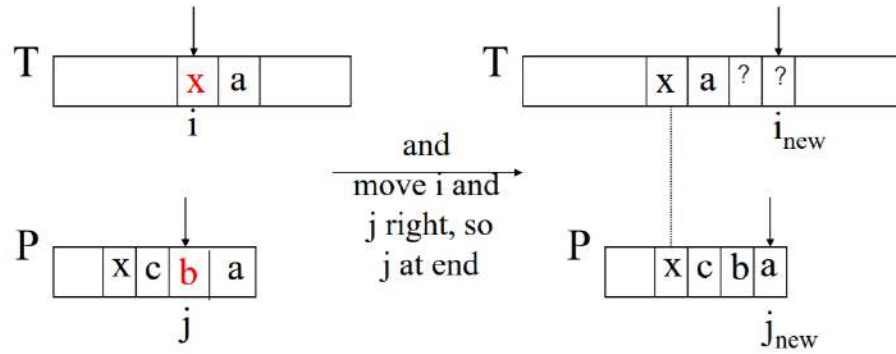 T
x a
i
T
x a ? ?
i new
and
move i and
j right, so
j at end
P
x c b a
j
P
x c b a
j new